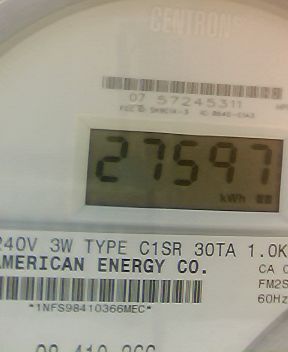 CENTRON
07 57245311
27597
kWh
240V 3W TYPE C1SR 30TA 1.0K
AMERICAN ENERGY CO.
CA
FM2S
60Hz
*1NFS98410366MEC*